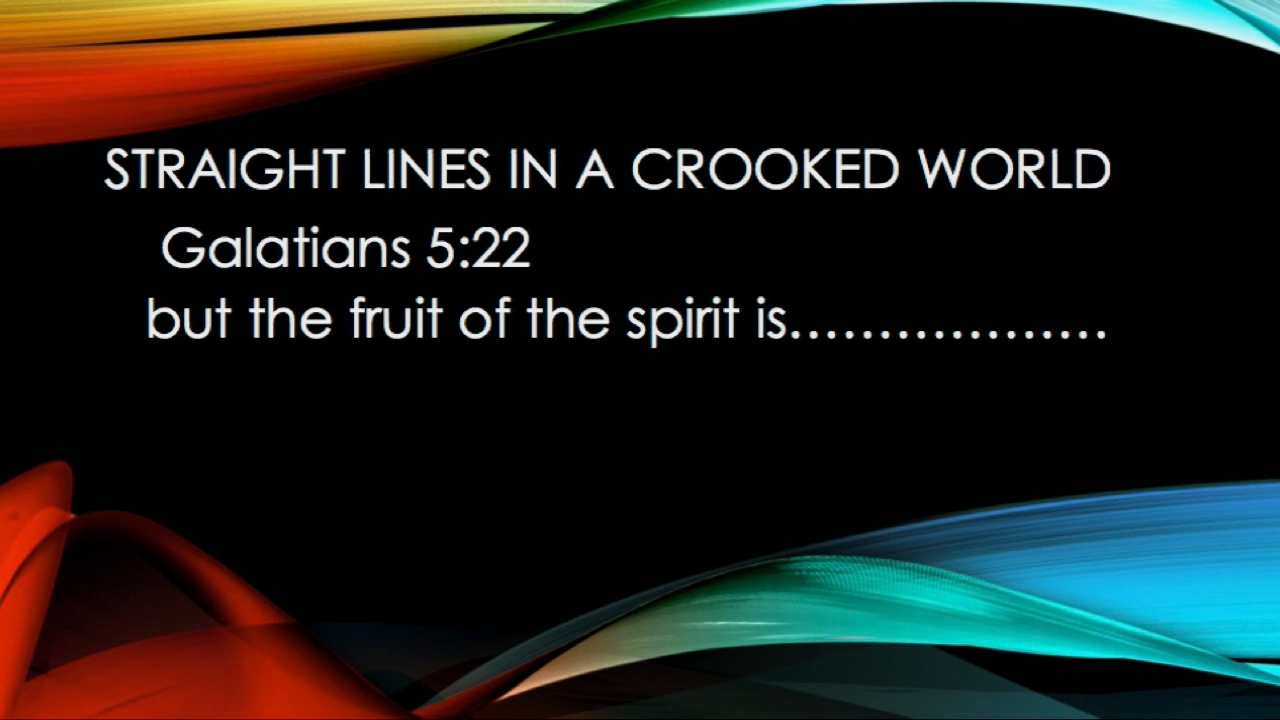 STRAIGHT LINES IN A CROOKED WORLD
Galatians 5:22
but the fruit of the spirit is..................